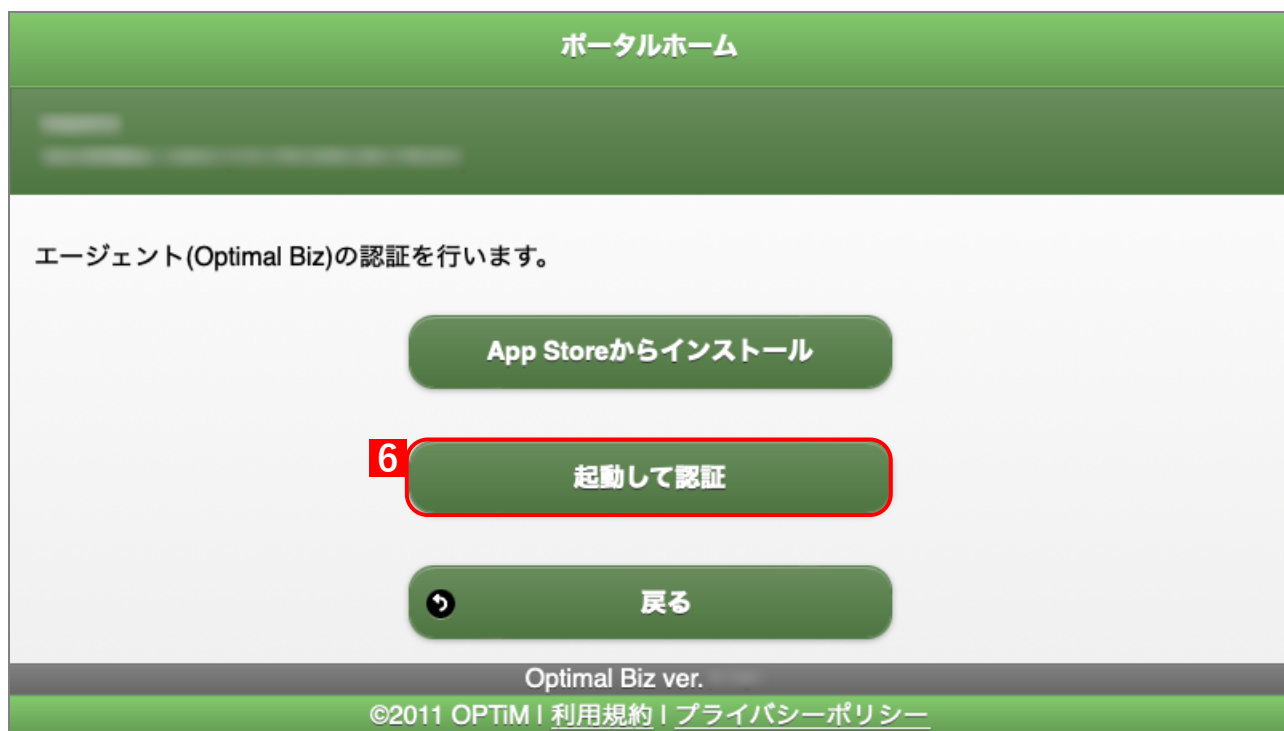 ポータルホーム
エージェント(Optimal Biz)の認証を行います。
App Storeからインストール
6
起動して認証
戻る
Optimal Biz ver.
©2011 OPTiM | 利用規約 | プライバシーポリシー